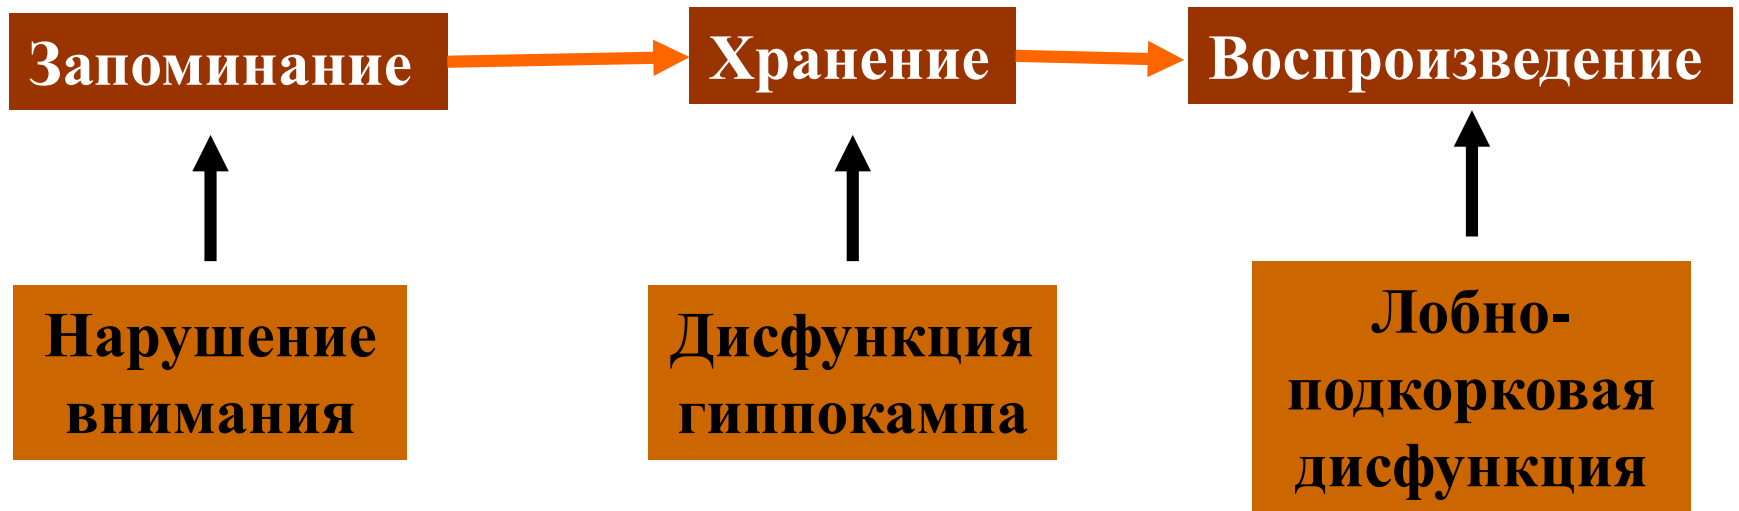 Запоминание
Хранение
Воспроизведение
Нарушение
внимания
Дисфункция
гиппокампа
Лобно-
подкорковая
дисфункция